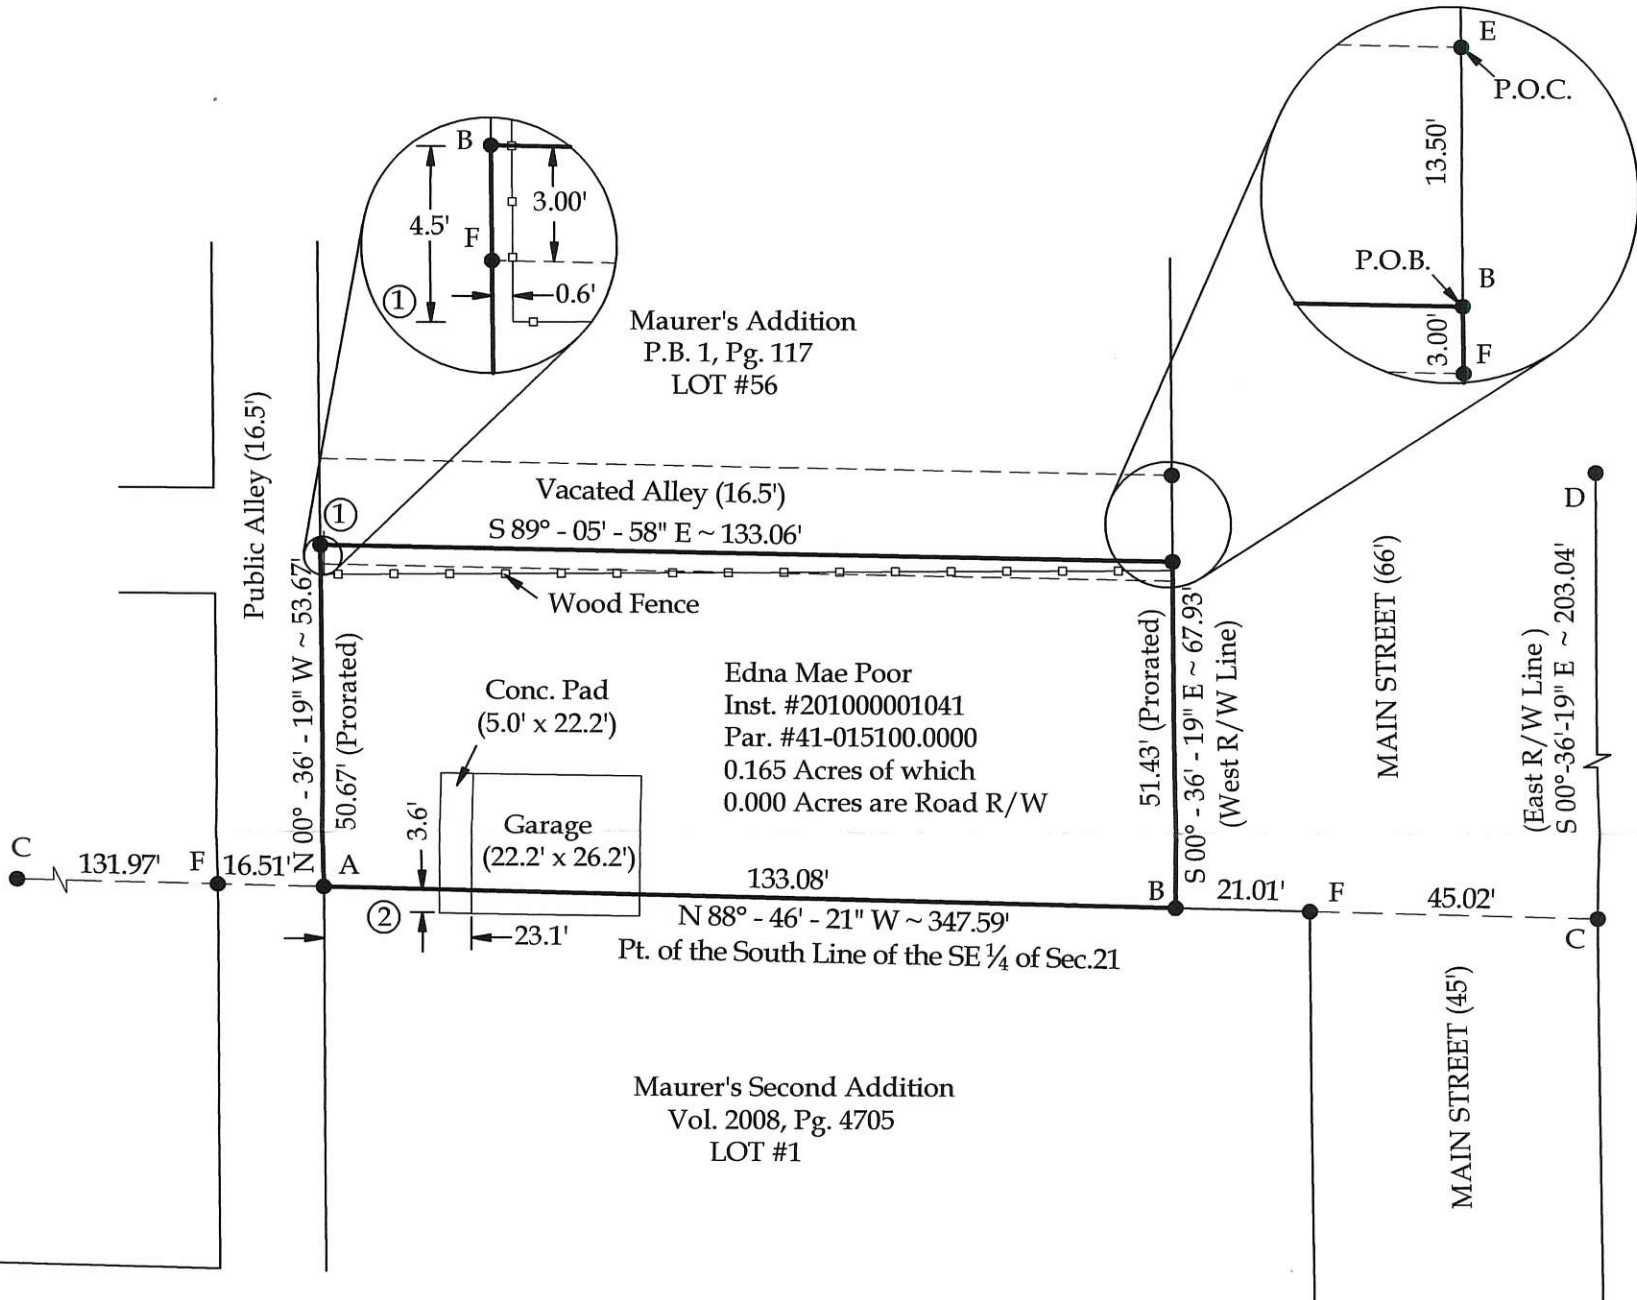 E
P.O.C.
13.50'
P.O.B.
B
3.00'
F
B
4.5'
3.00'
F
1
0.6'
Maurer's Addition
P.B. 1, Pg. 117
LOT #56
Public Alley (16.5')
Vacated Alley (16.5')
1
S 89° - 05' - 58" E ~ 133.06'
Wood Fence
D
N 00° - 36' - 19" W ~ 53.67'
50.67' (Prorated)
Conc. Pad
(5.0' x 22.2')
Edna Mae Poor
Inst. #201000001041
Par. #41-015100.0000
0.165 Acres of which
0.000 Acres are Road R/W
51.43' (Prorated)
S 00° - 36' - 19" E ~ 67.93'
(West R/W Line)
MAIN STREET (66')
(East R/W Line )
S 00°-36'-19" E ~ 203.04'
3.6'
Garage
(22.2' x 26.2')
C
131.97'
F
16.51'
A
133.08'
B
21.01'
F
45.02'
C
2
N 88° - 46' - 21" W ~ 347.59'
23.1'
Pt. of the South Line of the SE ¼ of Sec.21
MAIN STREET (45')
Maurer's Second Addition
Vol. 2008, Pg. 4705
LOT #1